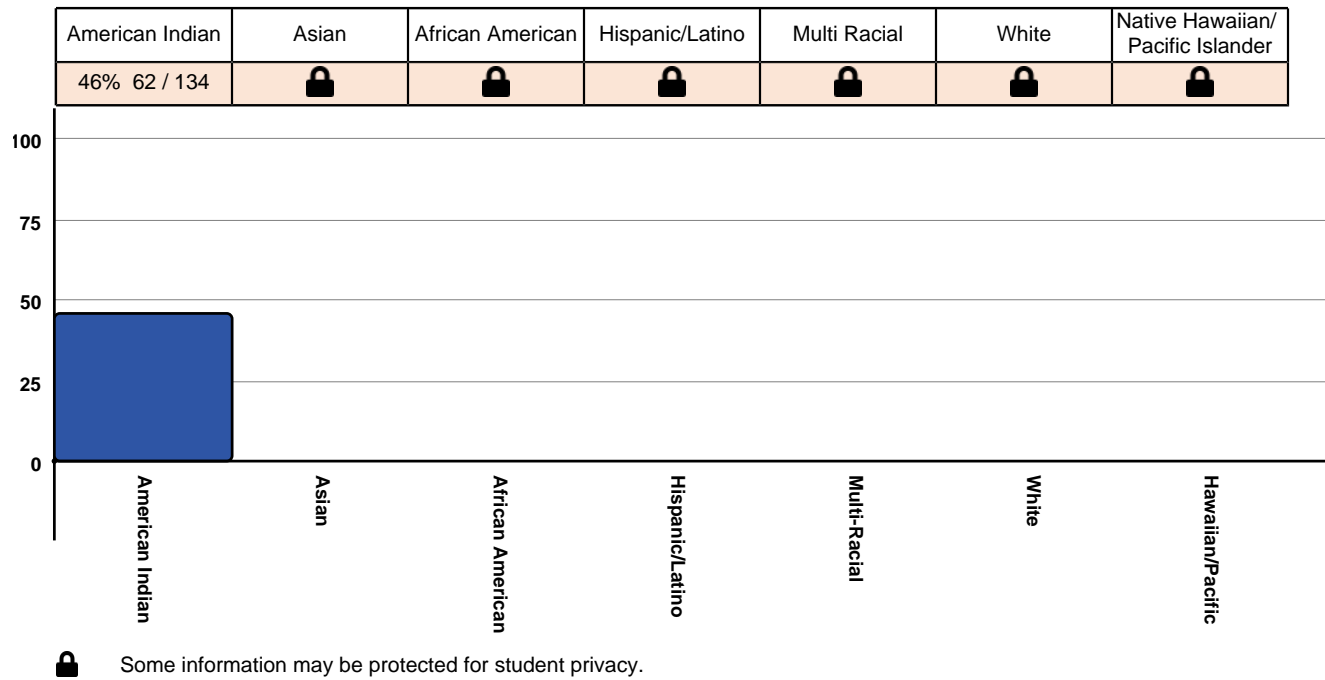 American Indian
Asian
African American
Hispanic/Latino
Multi Racial
White
Native Hawaiian/
Pacific Islander
46% 62 / 134
100
75
50
25
0
American Indian
Asian
African American
Hispanic/Latino
Multi-Racial
White
Hawaiian/Pacific
Some information may be protected for student privacy.